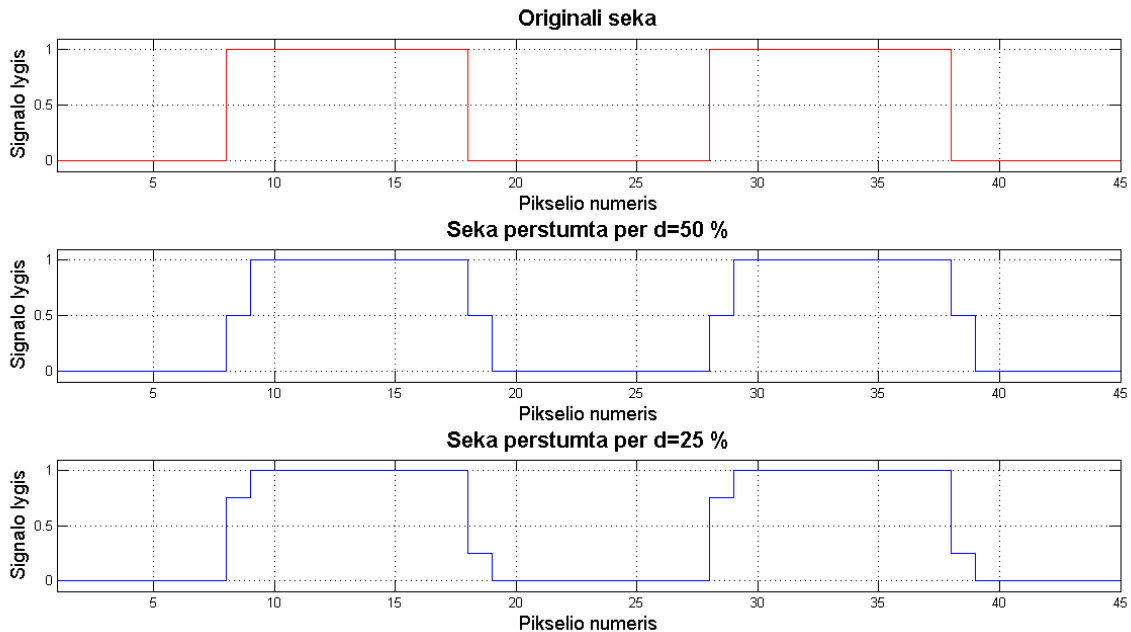 Originali seka
Signalo lygis
1
0.5
0
5 10 15 20 25 30 35 40 45
Pikselio numeris
Seka perstumta per d=50 %
Signalo lygis
1
0.5
0
5 10 15 20 25 30 35 40 45
Pikselio numeris
Seka perstumta per d=25 %
Signalo lygis
1
0.5
0
5 10 15 20 25 30 35 40 45
Pikselio numeris